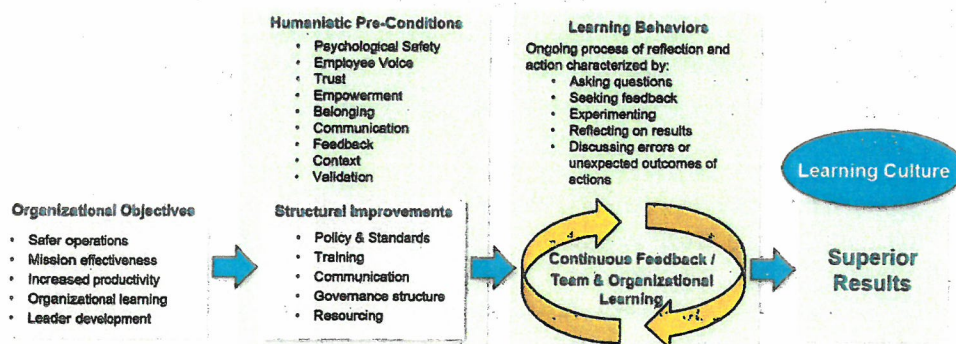 Humanistic Pre-Conditions
• Psychological Safety
• Employee Voice
• Trust
• Empowerment
• Belonging
• Communication
• Feedback
• Context
• Validation
Learning Behaviors
Ongoing process of reflection and
action characterized by:
• Asking questions
• Seeking feedback
• Experimenting
• Reflecting on results
• Discussing errors or
unexpected outcomes of
actions
Learning Culture
Organizational Objectives
• Safer operations
• Mission effectiveness
• Increased productivity
• Organizational learning
• Leader development
Structural Improvements
• Policy & Standards
• Training
• Communication
• Governance structure
• Resourcing
Continuous Feedback /
Team & Organizational
Learning
Superior
Results